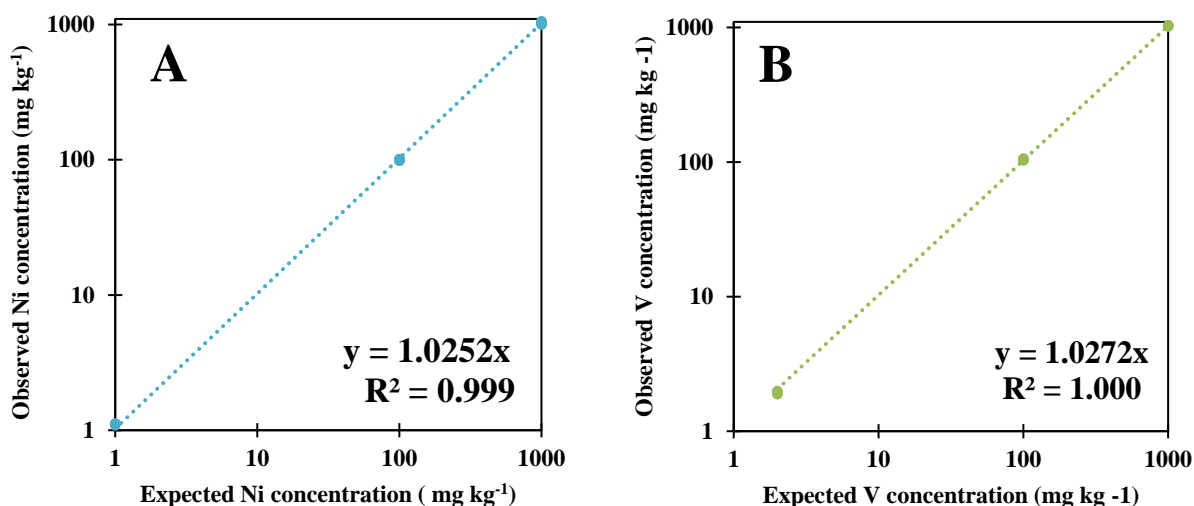 A
Observed Ni concentration (mg kg⁻¹)
1000
100
10
1
y = 1.0252x
R² = 0.999
1
10
100
1000
Expected Ni concentration ( mg kg⁻¹)
B
Observed V concentration (mg kg -1)
1000
100
10
1
y = 1.0272x
R² = 1.000
1
10
100
1000
Expected V concentration (mg kg -1)